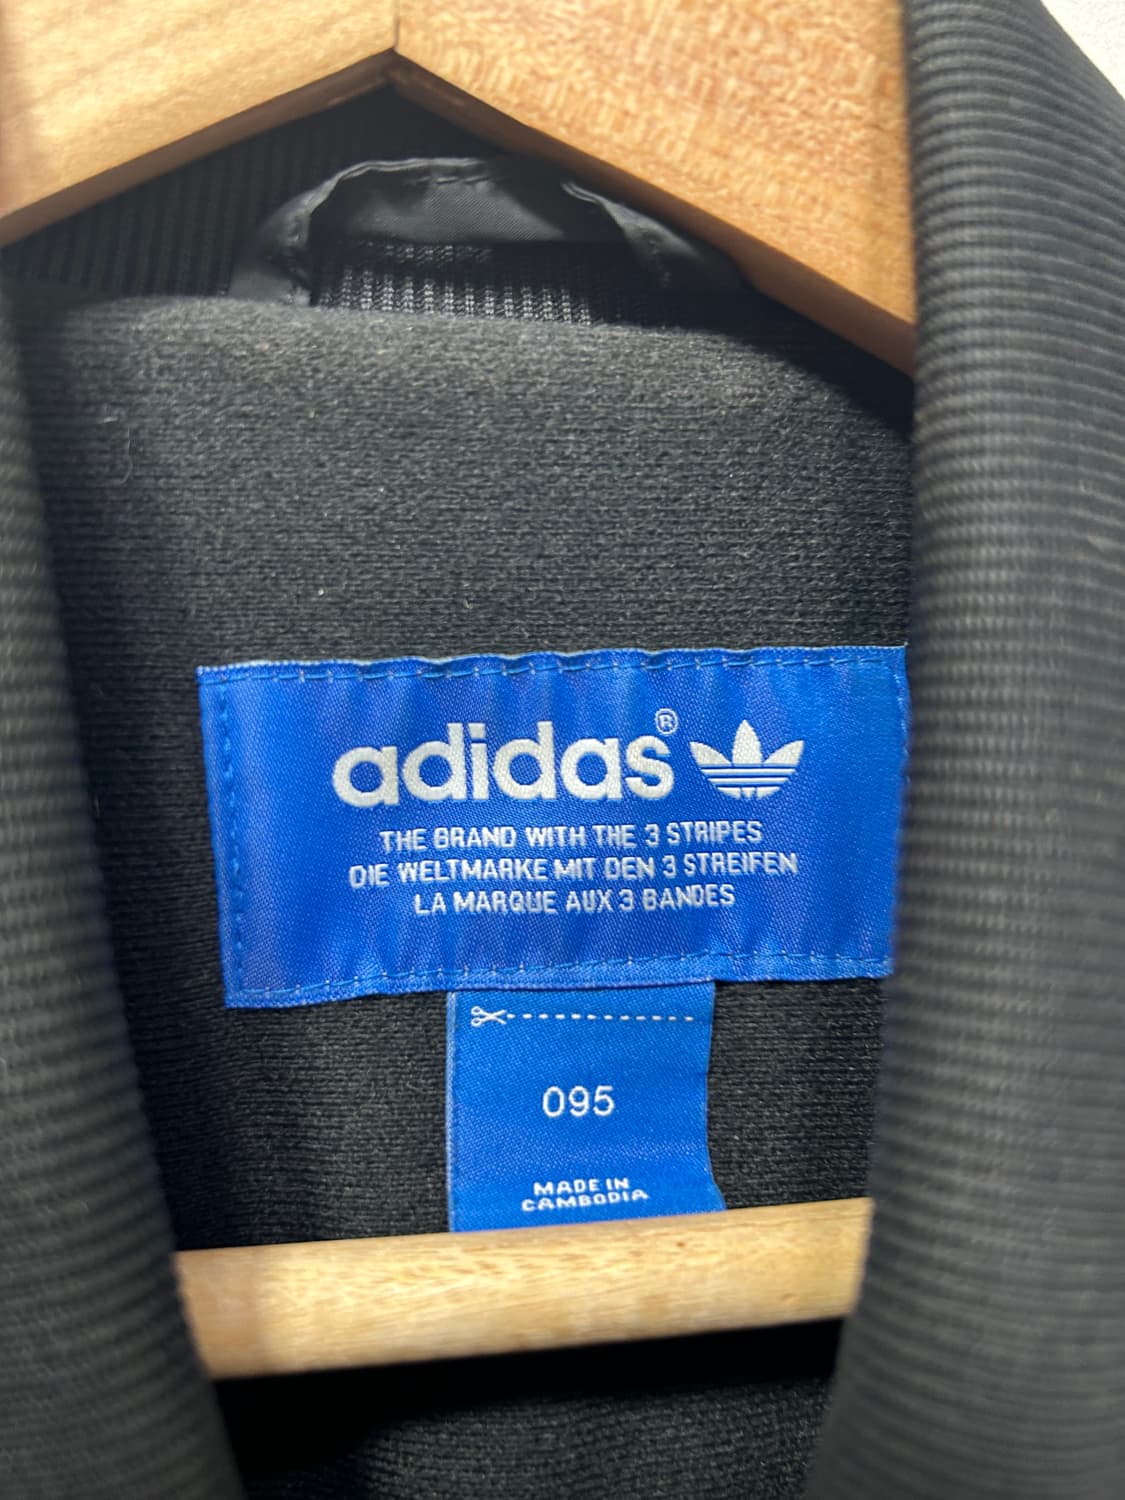 adidas®
THE BRAND WITH THE 3 STRIPES
DIE WELTMARKE MIT DEN 3 STREIFEN
LA MARQUE AUX 3 BANDES
095
MADE IN
CAMBODIA